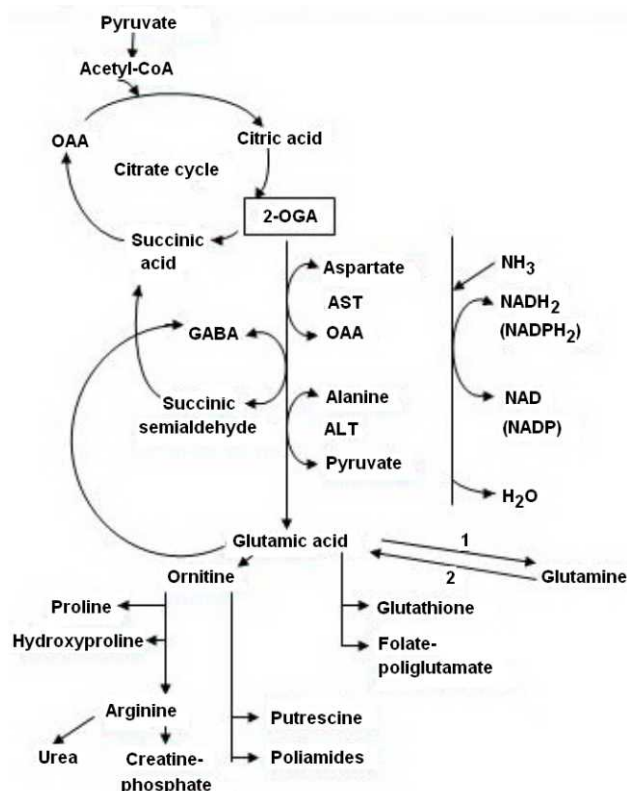 Pyruvate
Acetyl-CoA
OAA
Citric acid
Citrate cycle
2-OGA
Succinic
acid
Aspartate
AST
OAA
NH3
NADH2
(NADPH2)
GABA
Succinic
semialdehyde
Alanine
ALT
Pyruvate
NAD
(NADP)
H2O
Glutamic acid
1
2
Glutamine
Ornitine
Proline
Hydroxyproline
Glutathione
Folate-
poliglutamate
Arginine
Urea
Creatine-
phosphate
Putrescine
Poliamides